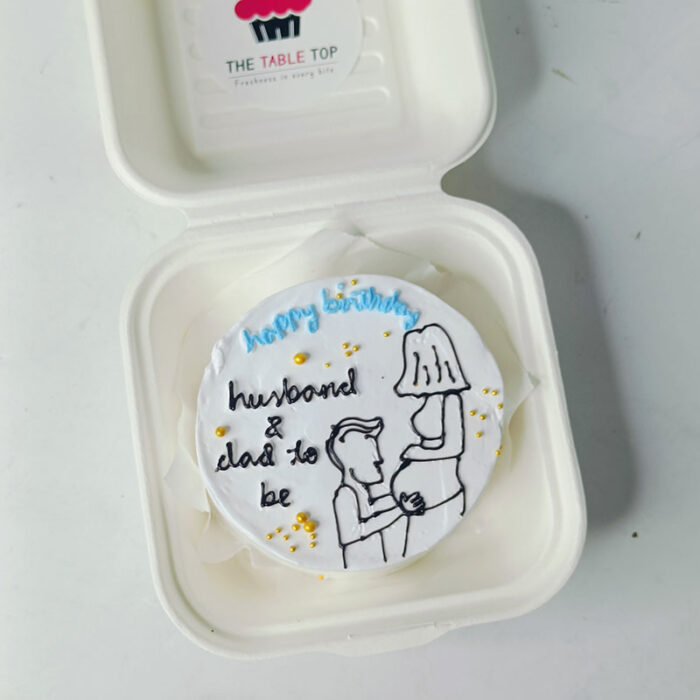 THE TABLE TOP
Freshness in every bite
happy birthday
husband
&
dad to
be